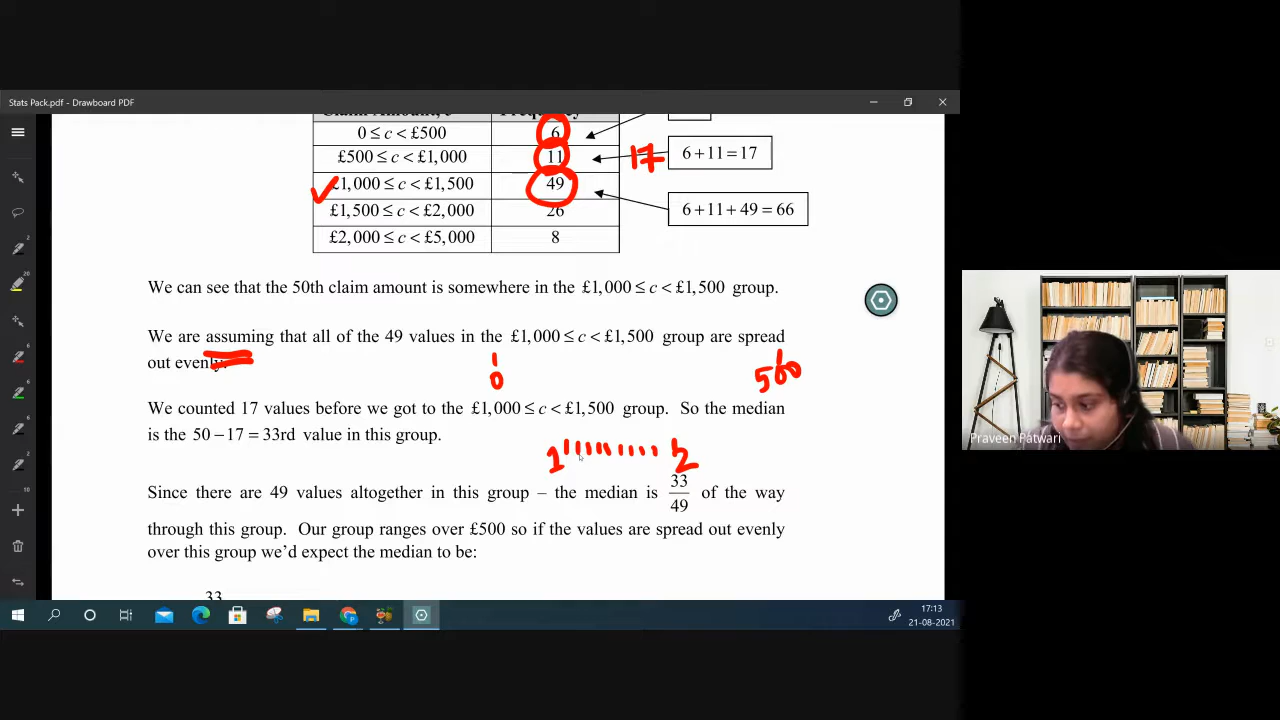 Stats Pack.pdf - Drawboard PDF
Claim Amount, c Frequency
0 ≤ c < £500 6
£500 ≤ c < £1,000 11 17 6 + 11 = 17
£1,000 ≤ c < £1,500 49
£1,500 ≤ c < £2,000 26 6 + 11 + 49 = 66
£2,000 ≤ c < £5,000 8
We can see that the 50th claim amount is somewhere in the £1,000 ≤ c < £1,500 group.
We are assuming that all of the 49 values in the £1,000 ≤ c < £1,500 group are spread
out evenly.
0 500
We counted 17 values before we got to the £1,000 ≤ c < £1,500 group. So the median
is the 50 − 17 = 33rd value in this group.
1 2
Since there are 49 values altogether in this group – the median is 33/49 of the way
through this group. Our group ranges over £500 so if the values are spread out evenly
over this group we'd expect the median to be:
33
Praveen Patwari
17:13
21-08-2021